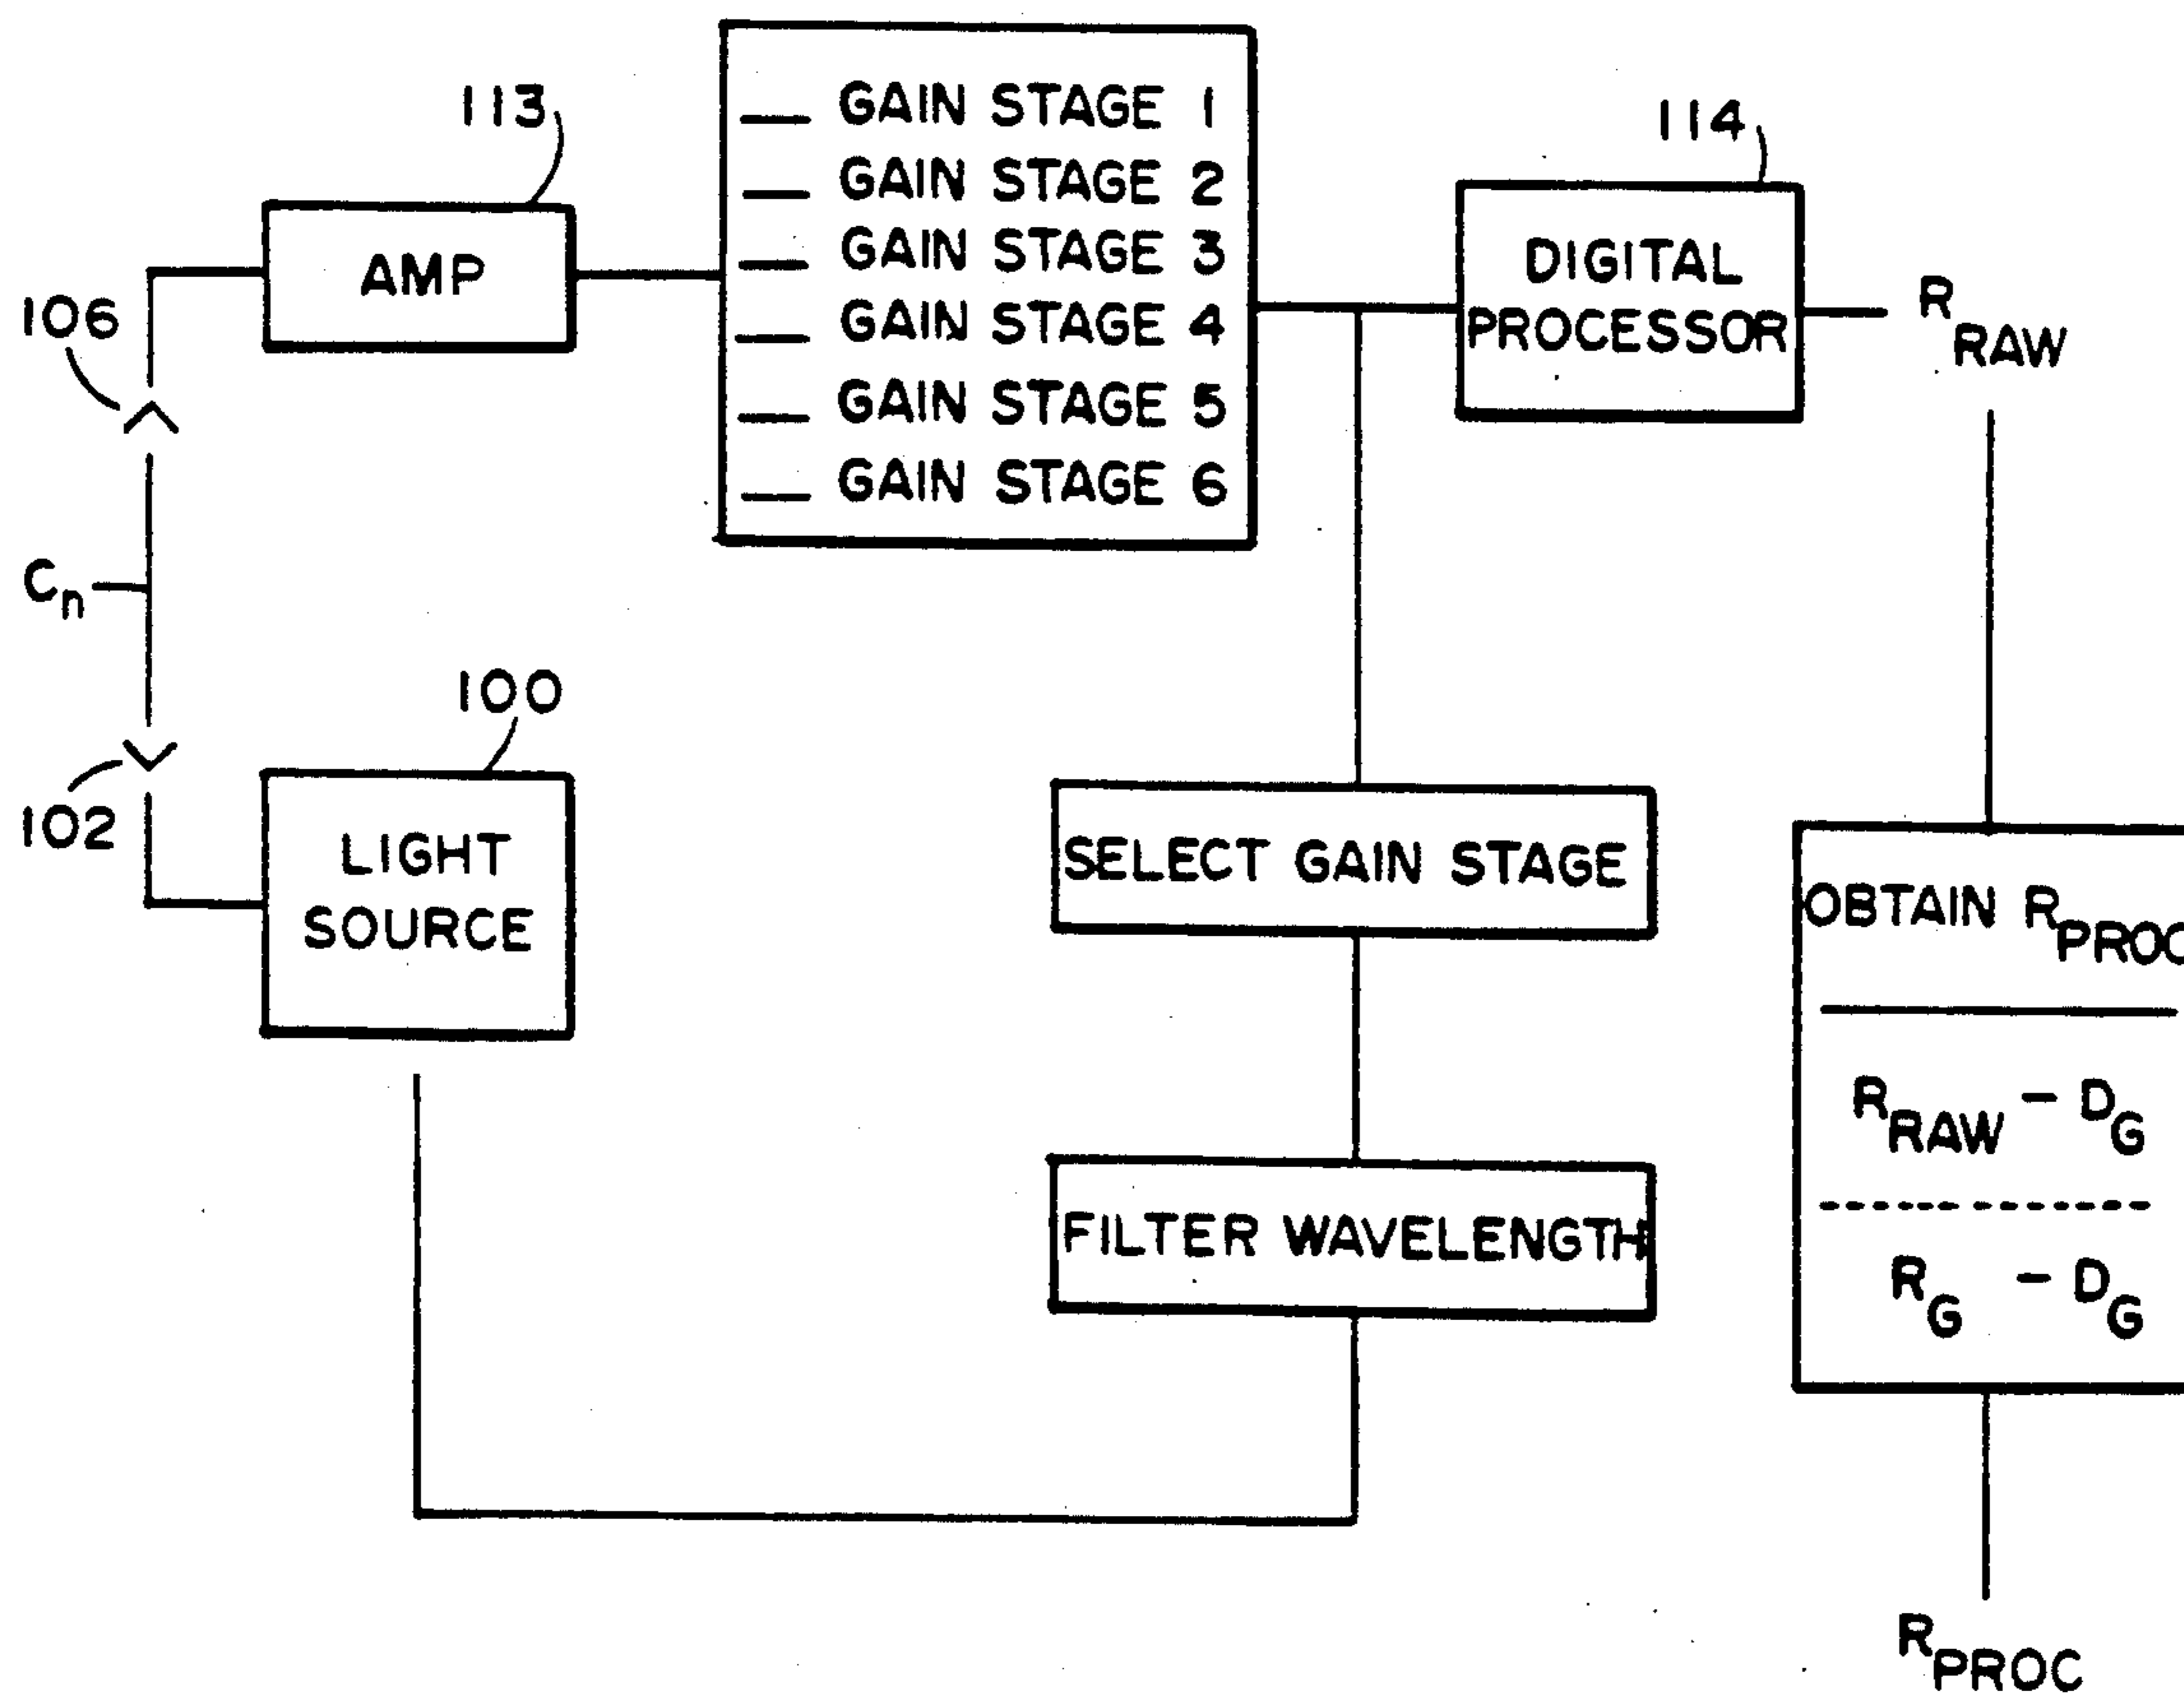 113
AMP
GAIN STAGE 1
GAIN STAGE 2
GAIN STAGE 3
GAIN STAGE 4
GAIN STAGE 5
GAIN STAGE 6
114
DIGITAL
PROCESSOR
R RAW
106
Cn
102
100
LIGHT
SOURCE
SELECT GAIN STAGE
FILTER WAVELENGTH
OBTAIN R PROC
R RAW – D G
R G – D G
R PROC